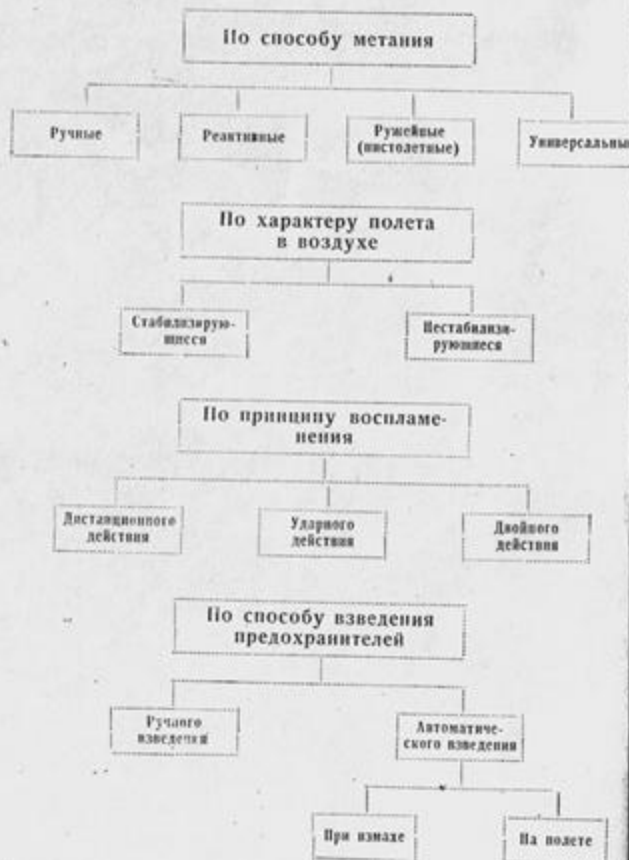 По способу метания
Ручные
Реактивные
Ружейные
(пистолетные)
Универсальные
По характеру полета
в воздухе
Стабилизирую-
щиеся
Нестабилизи-
рующиеся
По принципу воспламе-
нения
Дистанционного
действия
Ударного
действия
Двойного
действия
По способу взведения
предохранителей
Ручного
взведения
Автоматиче-
ского взведения
При взмахе
На полете